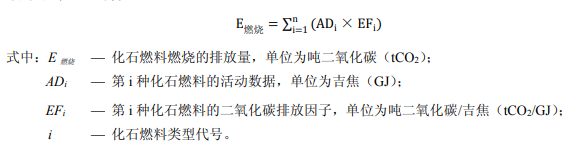 E燃烧 = ∑ⁿᵢ₌₁ (ADᵢ × EFᵢ)
式中：E 燃烧 — 化石燃料燃烧的排放量，单位为吨二氧化碳（tCO₂）；
ADᵢ — 第 i 种化石燃料的活动数据，单位为吉焦（GJ）；
EFᵢ — 第 i 种化石燃料的二氧化碳排放因子，单位为吨二氧化碳/吉焦（tCO₂/GJ）；
i — 化石燃料类型代号。